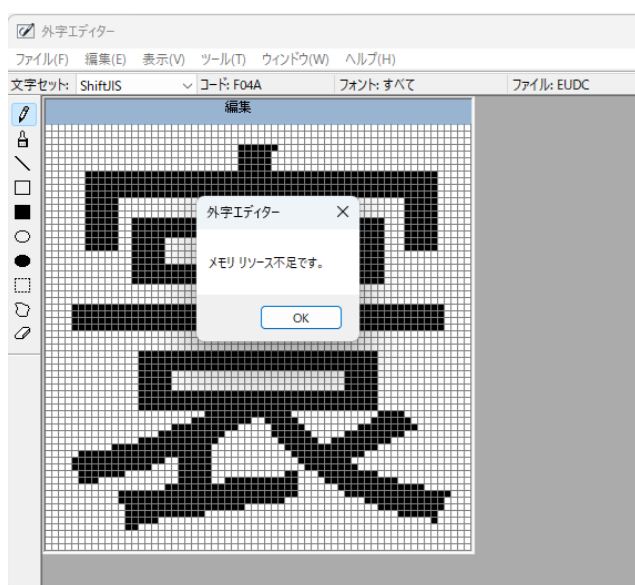 外字エディター
ファイル(F) 編集(E) 表示(V) ツール(T) ウィンドウ(W) ヘルプ(H)
文字セット: ShiftJIS コード: F04A フォント: すべて ファイル: EUDC
編集
外字エディター
メモリ リソース不足です。
OK